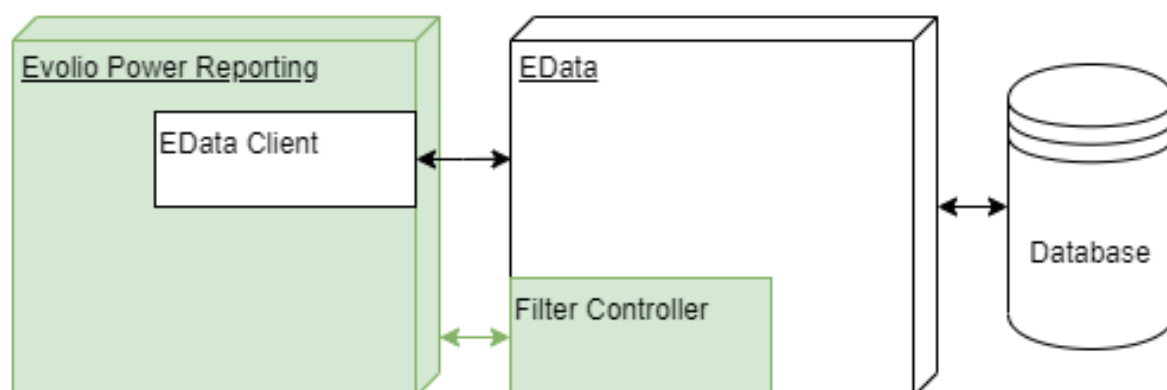 Evolio Power Reporting
EData
EData Client
Database
Filter Controller